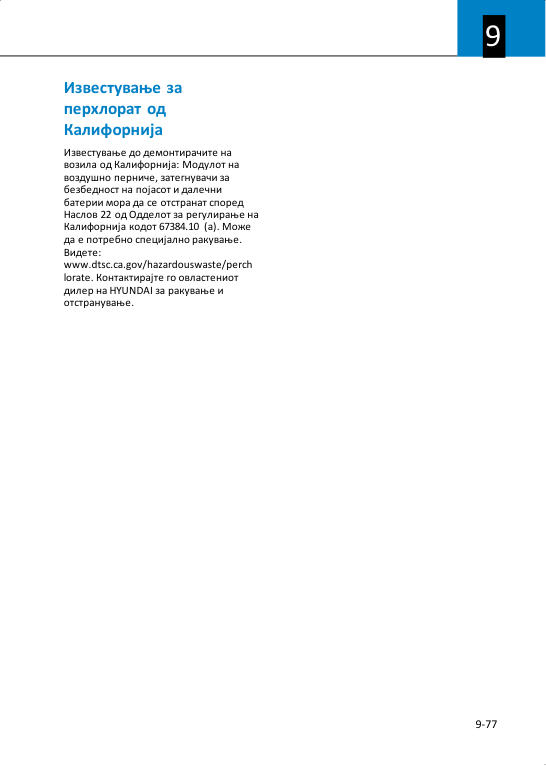 9
Известување за
перхлорат од
Калифорнија
Известување до демонтирачите на
возила од Калифорнија: Модулот на
воздушно перниче, затегнувачи за
безбедност на појасот и далечни
батерии мора да се отстранат според
Наслов 22 од Одделот за регулирање на
Калифорнија кодот 67384.10 (а). Може
да е потребно специјално ракување.
Видете:
www.dtsc.ca.gov/hazardouswaste/perch
lorate. Контактирајте го овластениот
дилер на HYUNDAI за ракување и
отстранување.
9-77